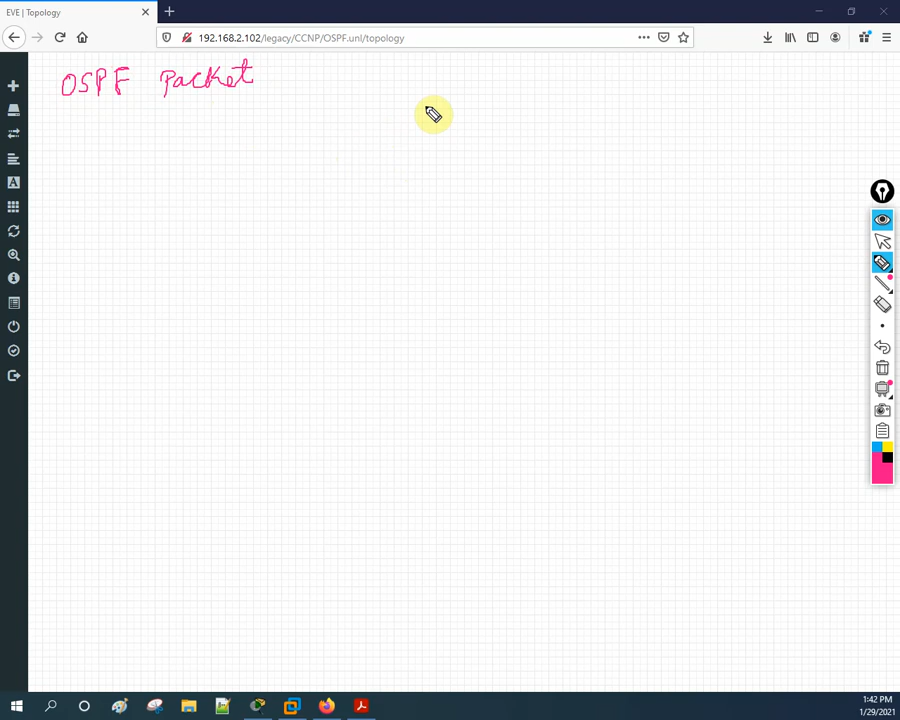 EVE | Topology
192.168.2.102/legacy/CCNP/OSPF.unl/topology
OSPF Packet
1:42 PM
1/29/2021